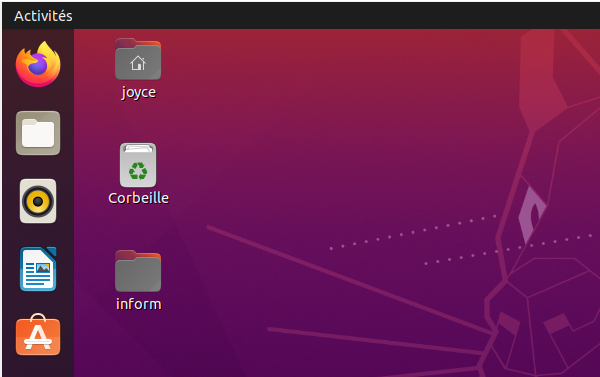 Activités
joyce
Corbeille
inform